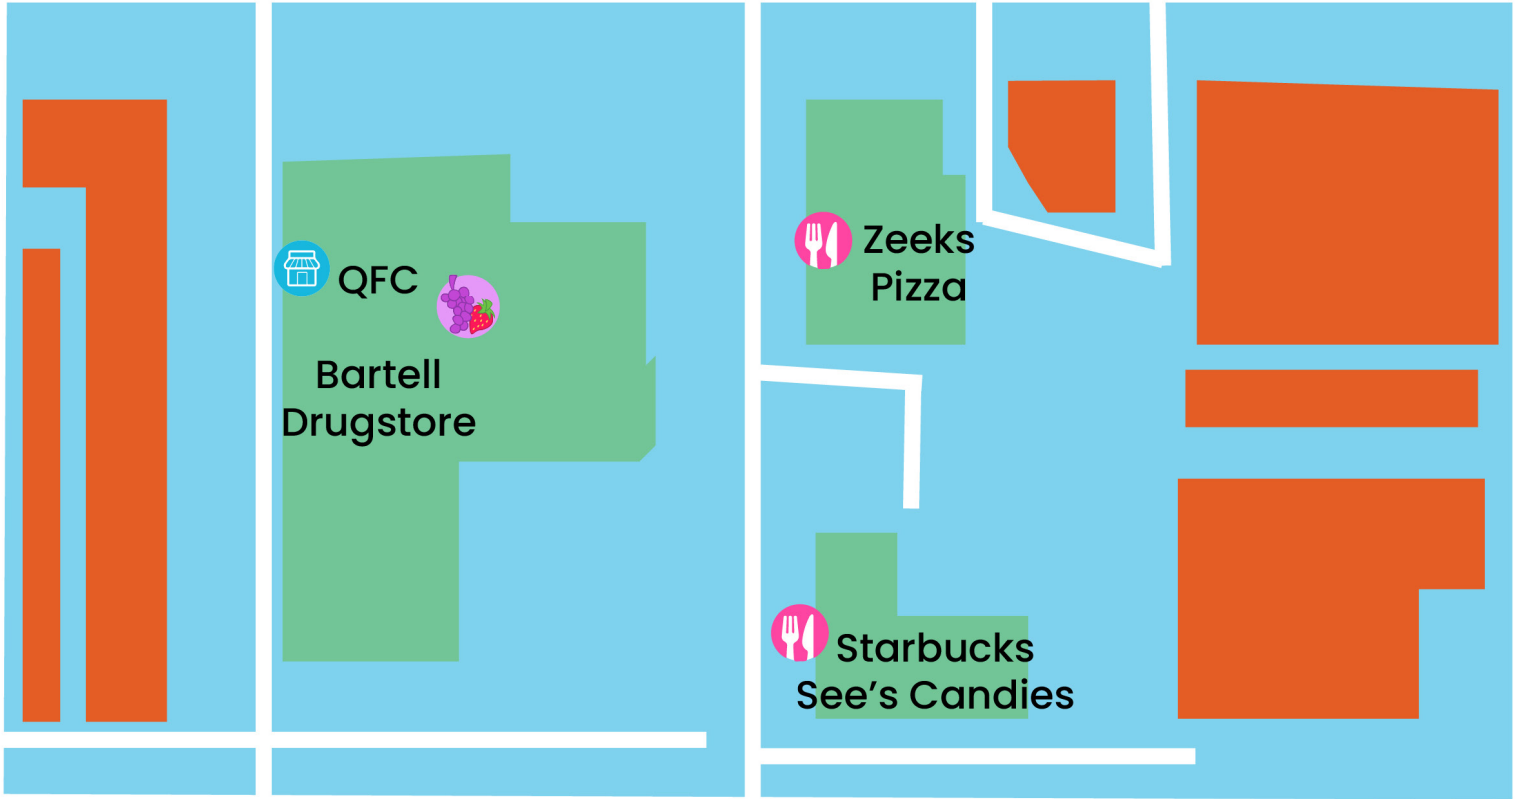 QFC
Bartell
Drugstore
Zeeks
Pizza
Starbucks
See's Candies